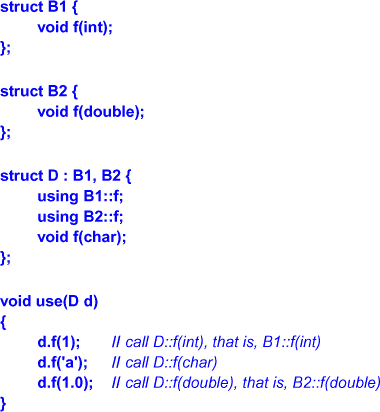 struct B1 {
void f(int);
};
struct B2 {
void f(double);
};
struct D : B1, B2 {
using B1::f;
using B2::f;
void f(char);
};
void use(D d)
{
d.f(1); // call D::f(int), that is, B1::f(int)
d.f('a'); // call D::f(char)
d.f(1.0); // call D::f(double), that is, B2::f(double)
}